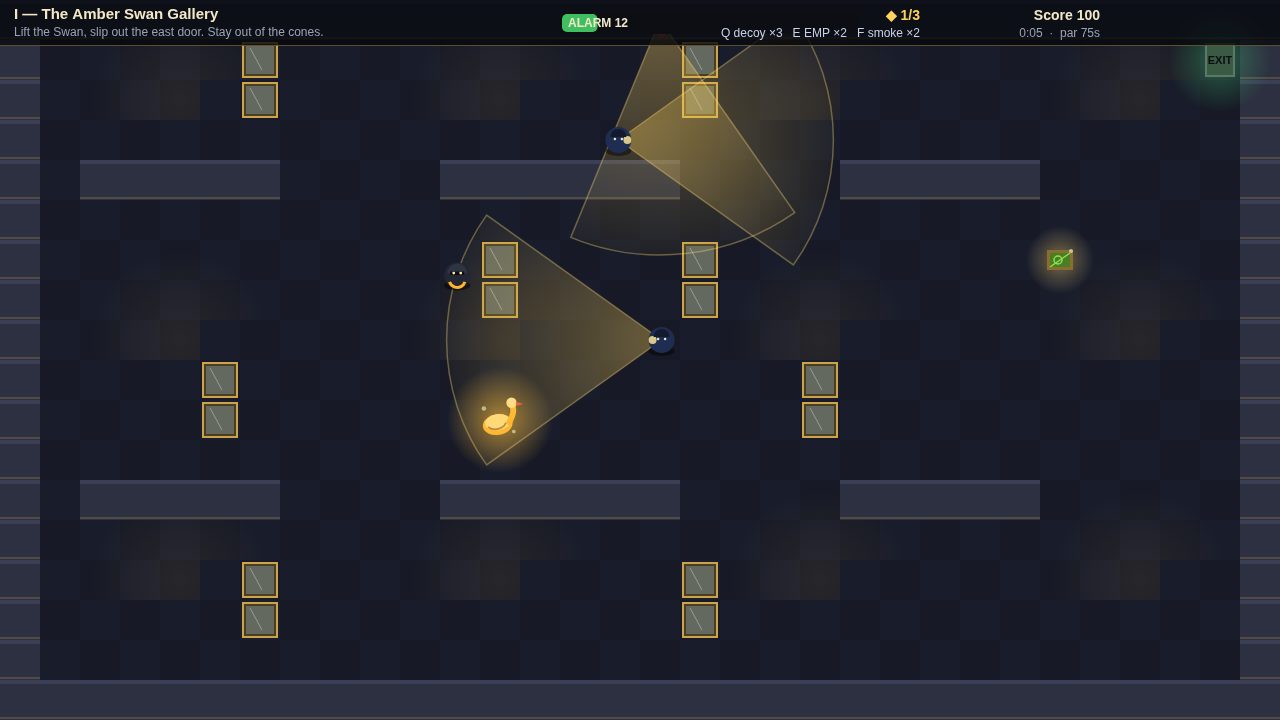 I — The Amber Swan Gallery
Lift the Swan, slip out the east door. Stay out of the cones.
ALARM 12
◆ 1/3
Q decoy ×3 E EMP ×2 F smoke ×2
Score 100
0:05 · par 75s
EXIT